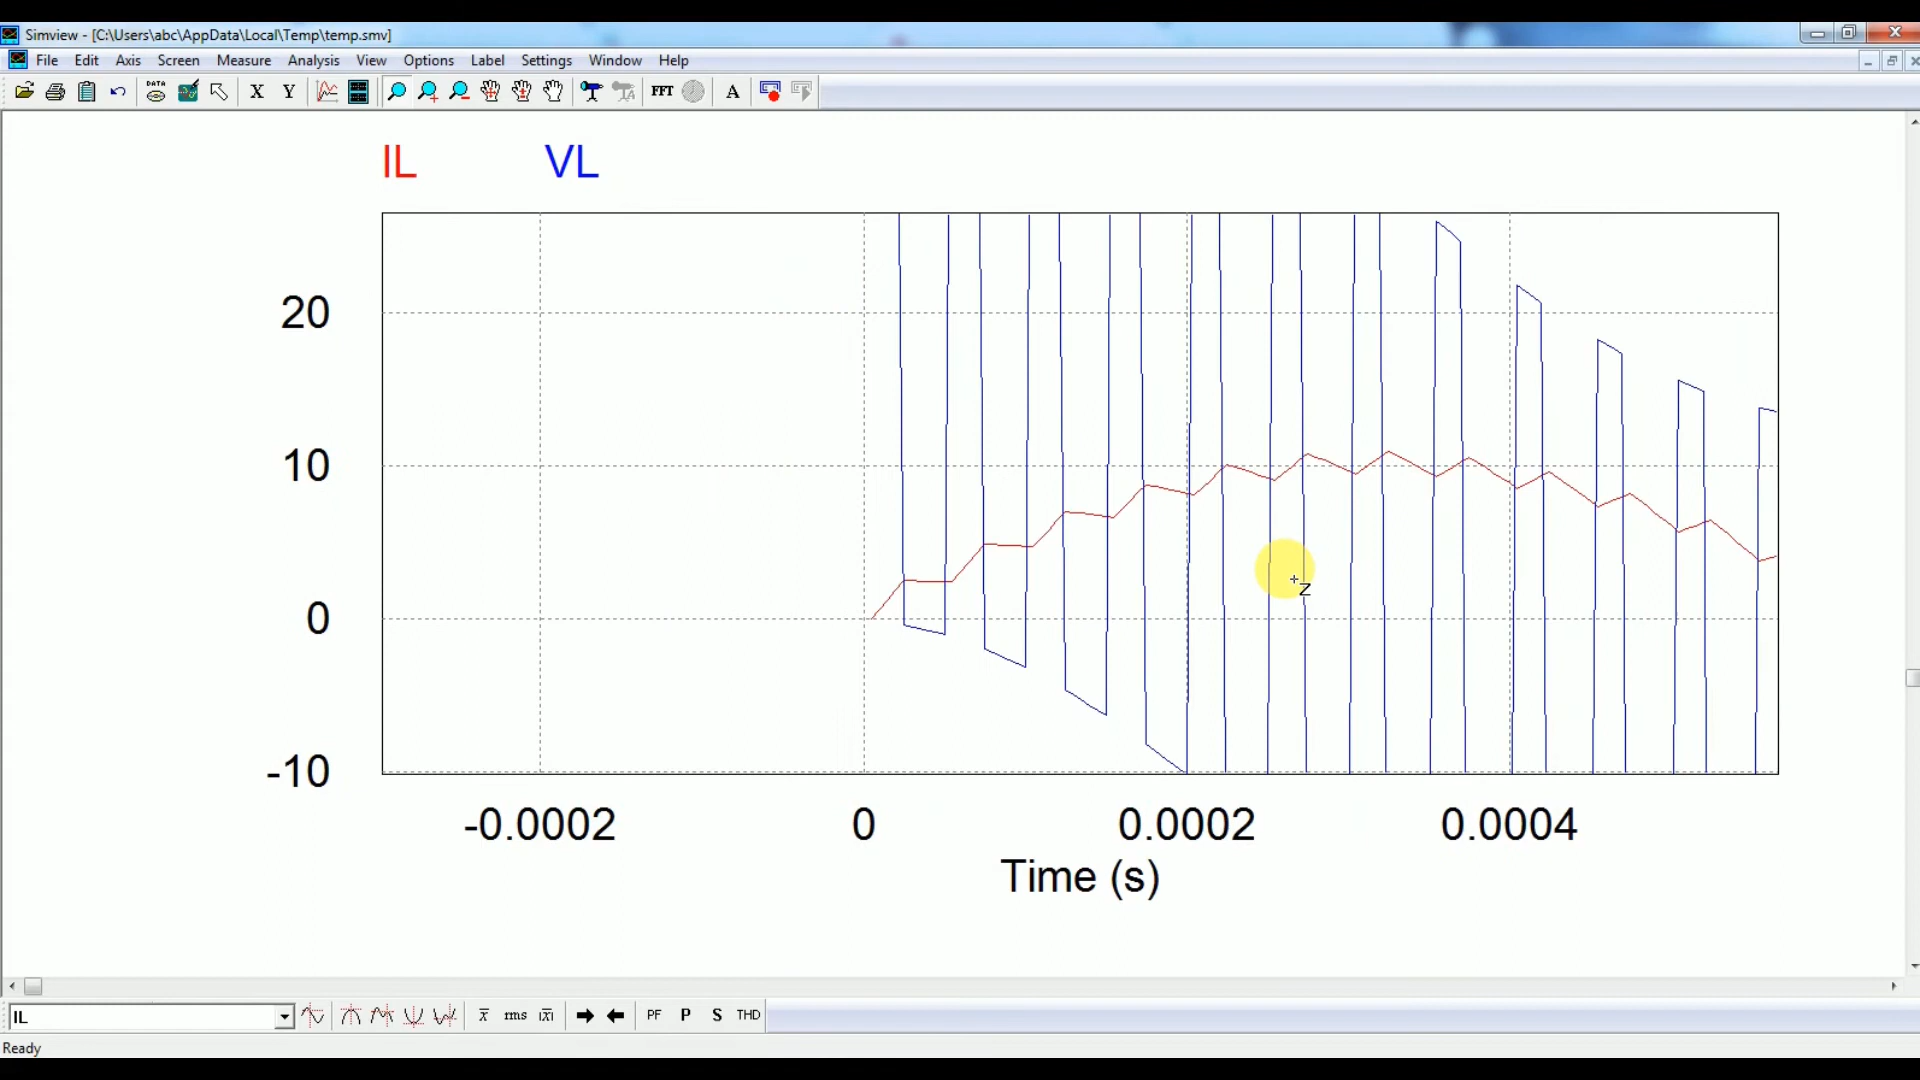 Simview - [C:\Users\abc\AppData\Local\Temp\temp.smv]
File Edit Axis Screen Measure Analysis View Options Label Settings Window Help
DATA X Y FFT A
IL VL
20
10
0
-10
-0.0002 0 0.0002 0.0004
Time (s)
Z
IL x rms |x| PF P S THD
Ready